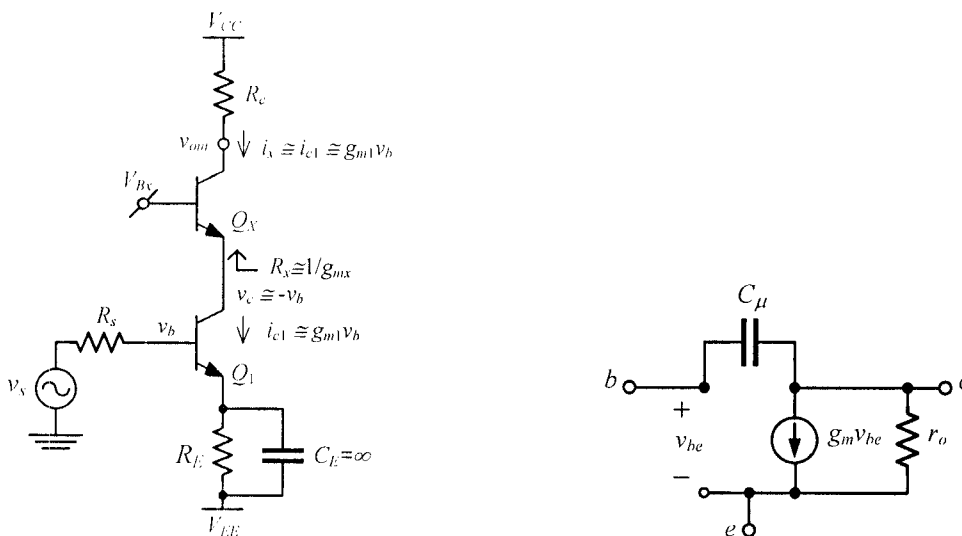 V_CC
R_c
v_out
i_x ≅ i_c1 ≅ g_m1 v_b
V_Bx
Q_X
R_x≅1/g_mx
v_c ≅ -v_b
R_s
v_b
i_c1 ≅ g_m1 v_b
Q_1
v_s
R_E
C_E=∞
V_EE
C_μ
b
c
+
v_be
g_m v_be
r_o
−
e